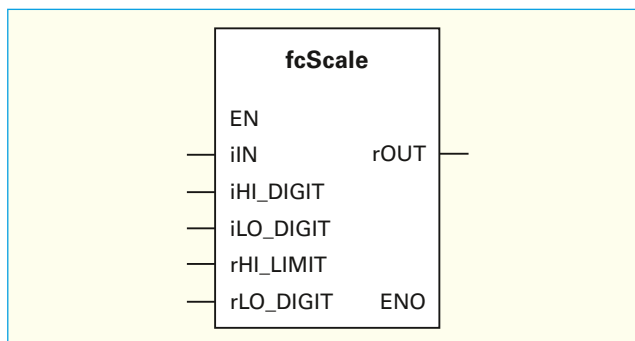 fcScale
EN
iIN rOUT
iHI_DIGIT
iLO_DIGIT
rHI_LIMIT
rLO_DIGIT ENO